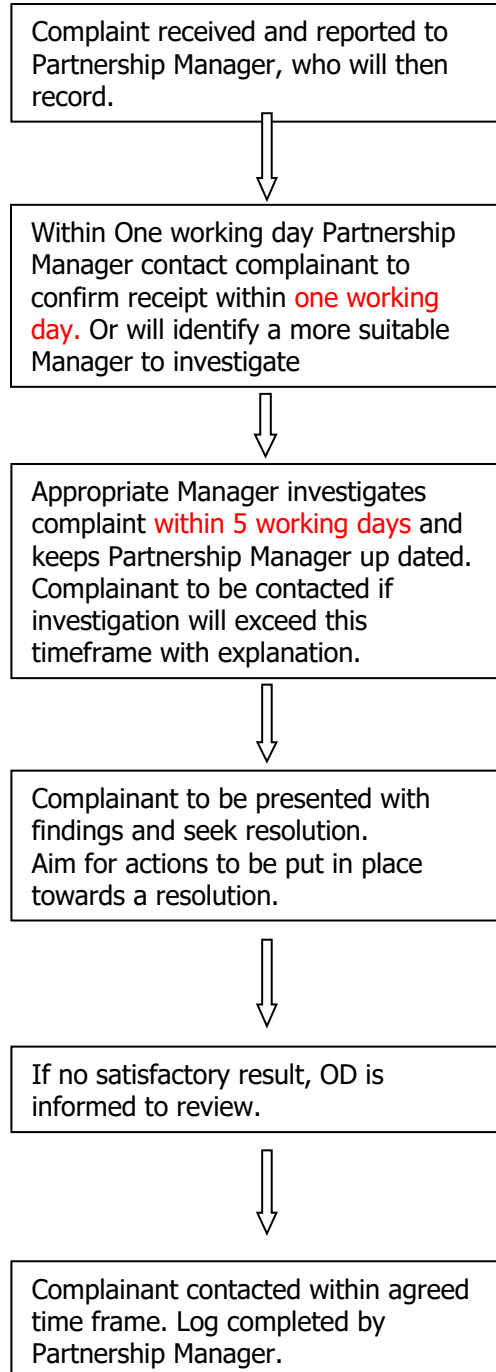 Complaint received and reported to
Partnership Manager, who will then
record.
Within One working day Partnership
Manager contact complainant to
confirm receipt within one working
day. Or will identify a more suitable
Manager to investigate
Appropriate Manager investigates
complaint within 5 working days and
keeps Partnership Manager up dated.
Complainant to be contacted if
investigation will exceed this
timeframe with explanation.
Complainant to be presented with
findings and seek resolution.
Aim for actions to be put in place
towards a resolution.
If no satisfactory result, OD is
informed to review.
Complainant contacted within agreed
time frame. Log completed by
Partnership Manager.